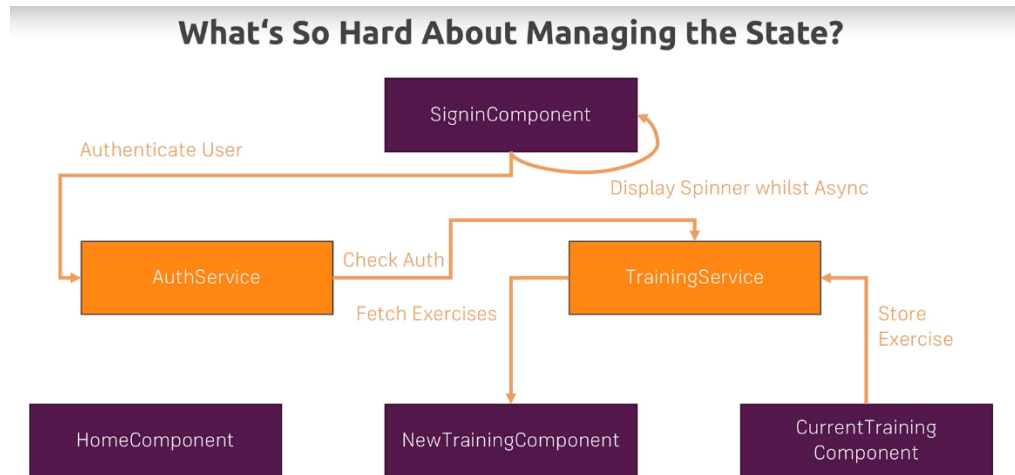 What‘s So Hard About Managing the State?
SigninComponent
Authenticate User
Display Spinner whilst Async
AuthService
Check Auth
TrainingService
Fetch Exercises
Store
Exercise
HomeComponent
NewTrainingComponent
CurrentTraining
Component